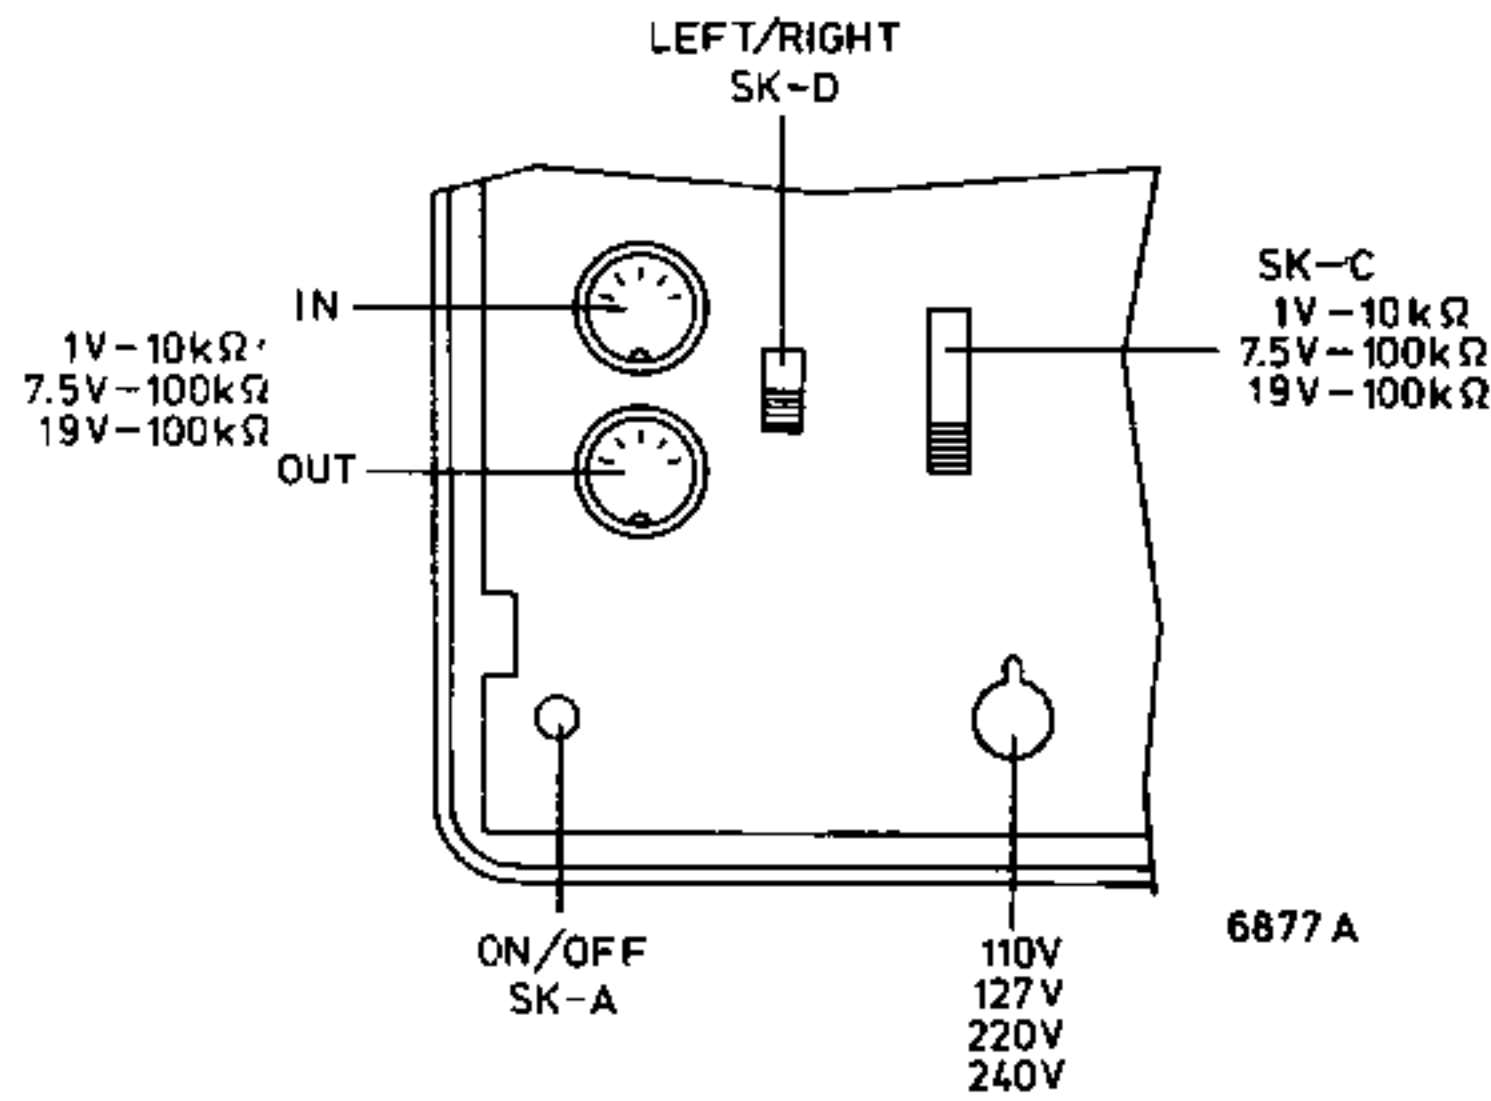 LEFT/RIGHT
SK-D
IN
1V-10kΩ
7.5V-100kΩ
19V-100kΩ
OUT
SK-C
1V-10kΩ
7.5V-100kΩ
19V-100kΩ
ON/OFF
SK-A
110V
127V
220V
240V
6877A